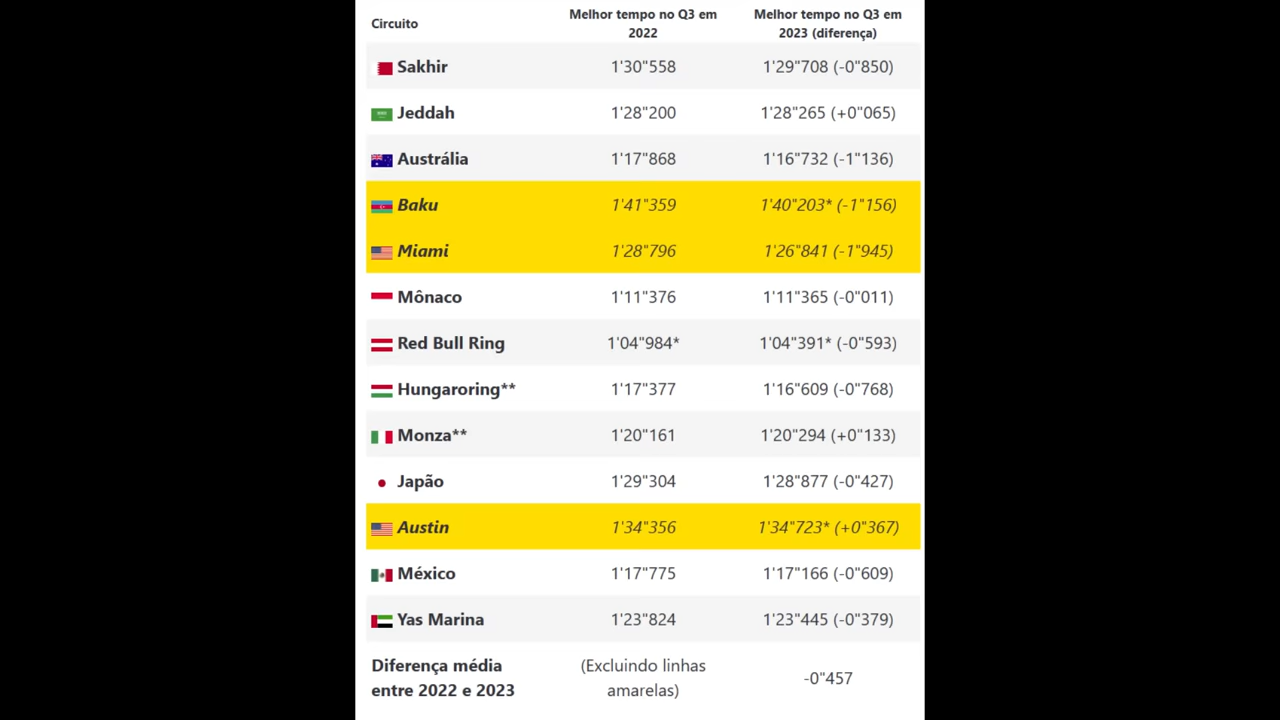 Circuito Melhor tempo no Q3 em 2022 Melhor tempo no Q3 em 2023 (diferença)
Sakhir 1'30"558 1'29"708 (-0"850)
Jeddah 1'28"200 1'28"265 (+0"065)
Austrália 1'17"868 1'16"732 (-1"136)
Baku 1'41"359 1'40"203* (-1"156)
Miami 1'28"796 1'26"841 (-1"945)
Mônaco 1'11"376 1'11"365 (-0"011)
Red Bull Ring 1'04"984* 1'04"391* (-0"593)
Hungaroring** 1'17"377 1'16"609 (-0"768)
Monza** 1'20"161 1'20"294 (+0"133)
Japão 1'29"304 1'28"877 (-0"427)
Austin 1'34"356 1'34"723* (+0"367)
México 1'17"775 1'17"166 (-0"609)
Yas Marina 1'23"824 1'23"445 (-0"379)
Diferença média entre 2022 e 2023 (Excluindo linhas amarelas) -0"457